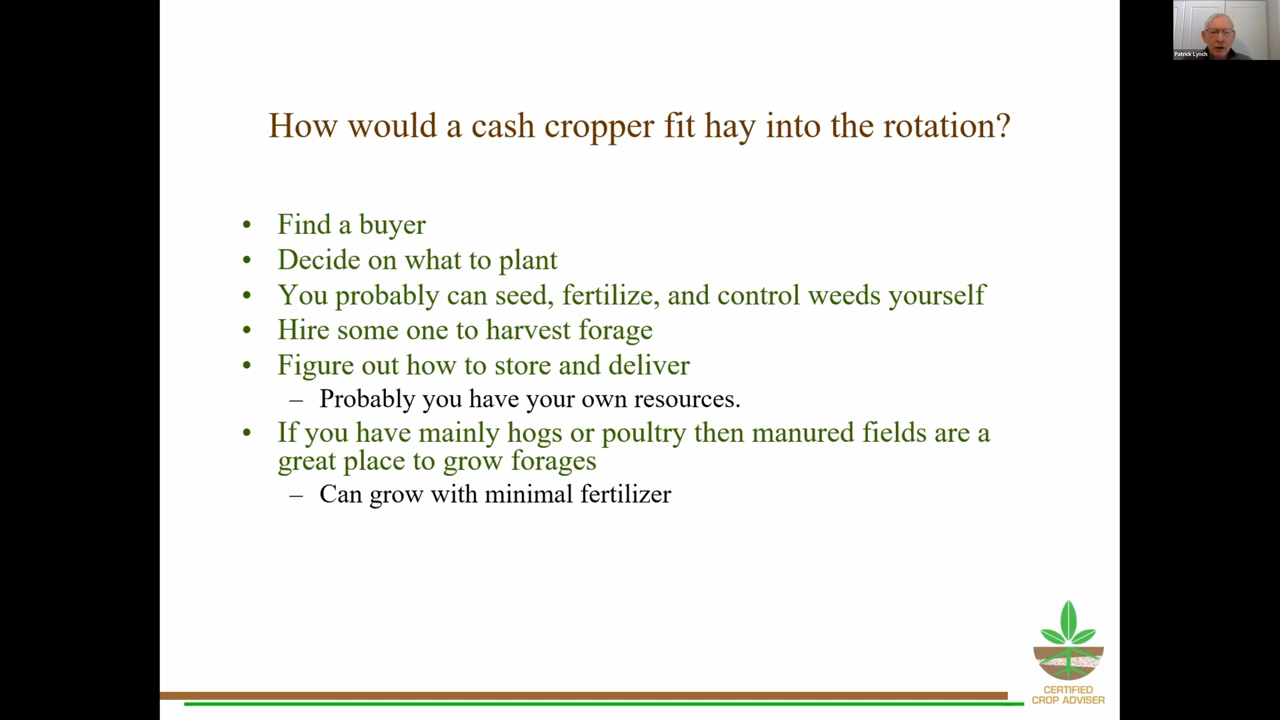 Patrick Lynch
How would a cash cropper fit hay into the rotation?
• Find a buyer
• Decide on what to plant
• You probably can seed, fertilize, and control weeds yourself
• Hire some one to harvest forage
• Figure out how to store and deliver
– Probably you have your own resources.
• If you have mainly hogs or poultry then manured fields are a
great place to grow forages
– Can grow with minimal fertilizer
CERTIFIED
CROP ADVISER